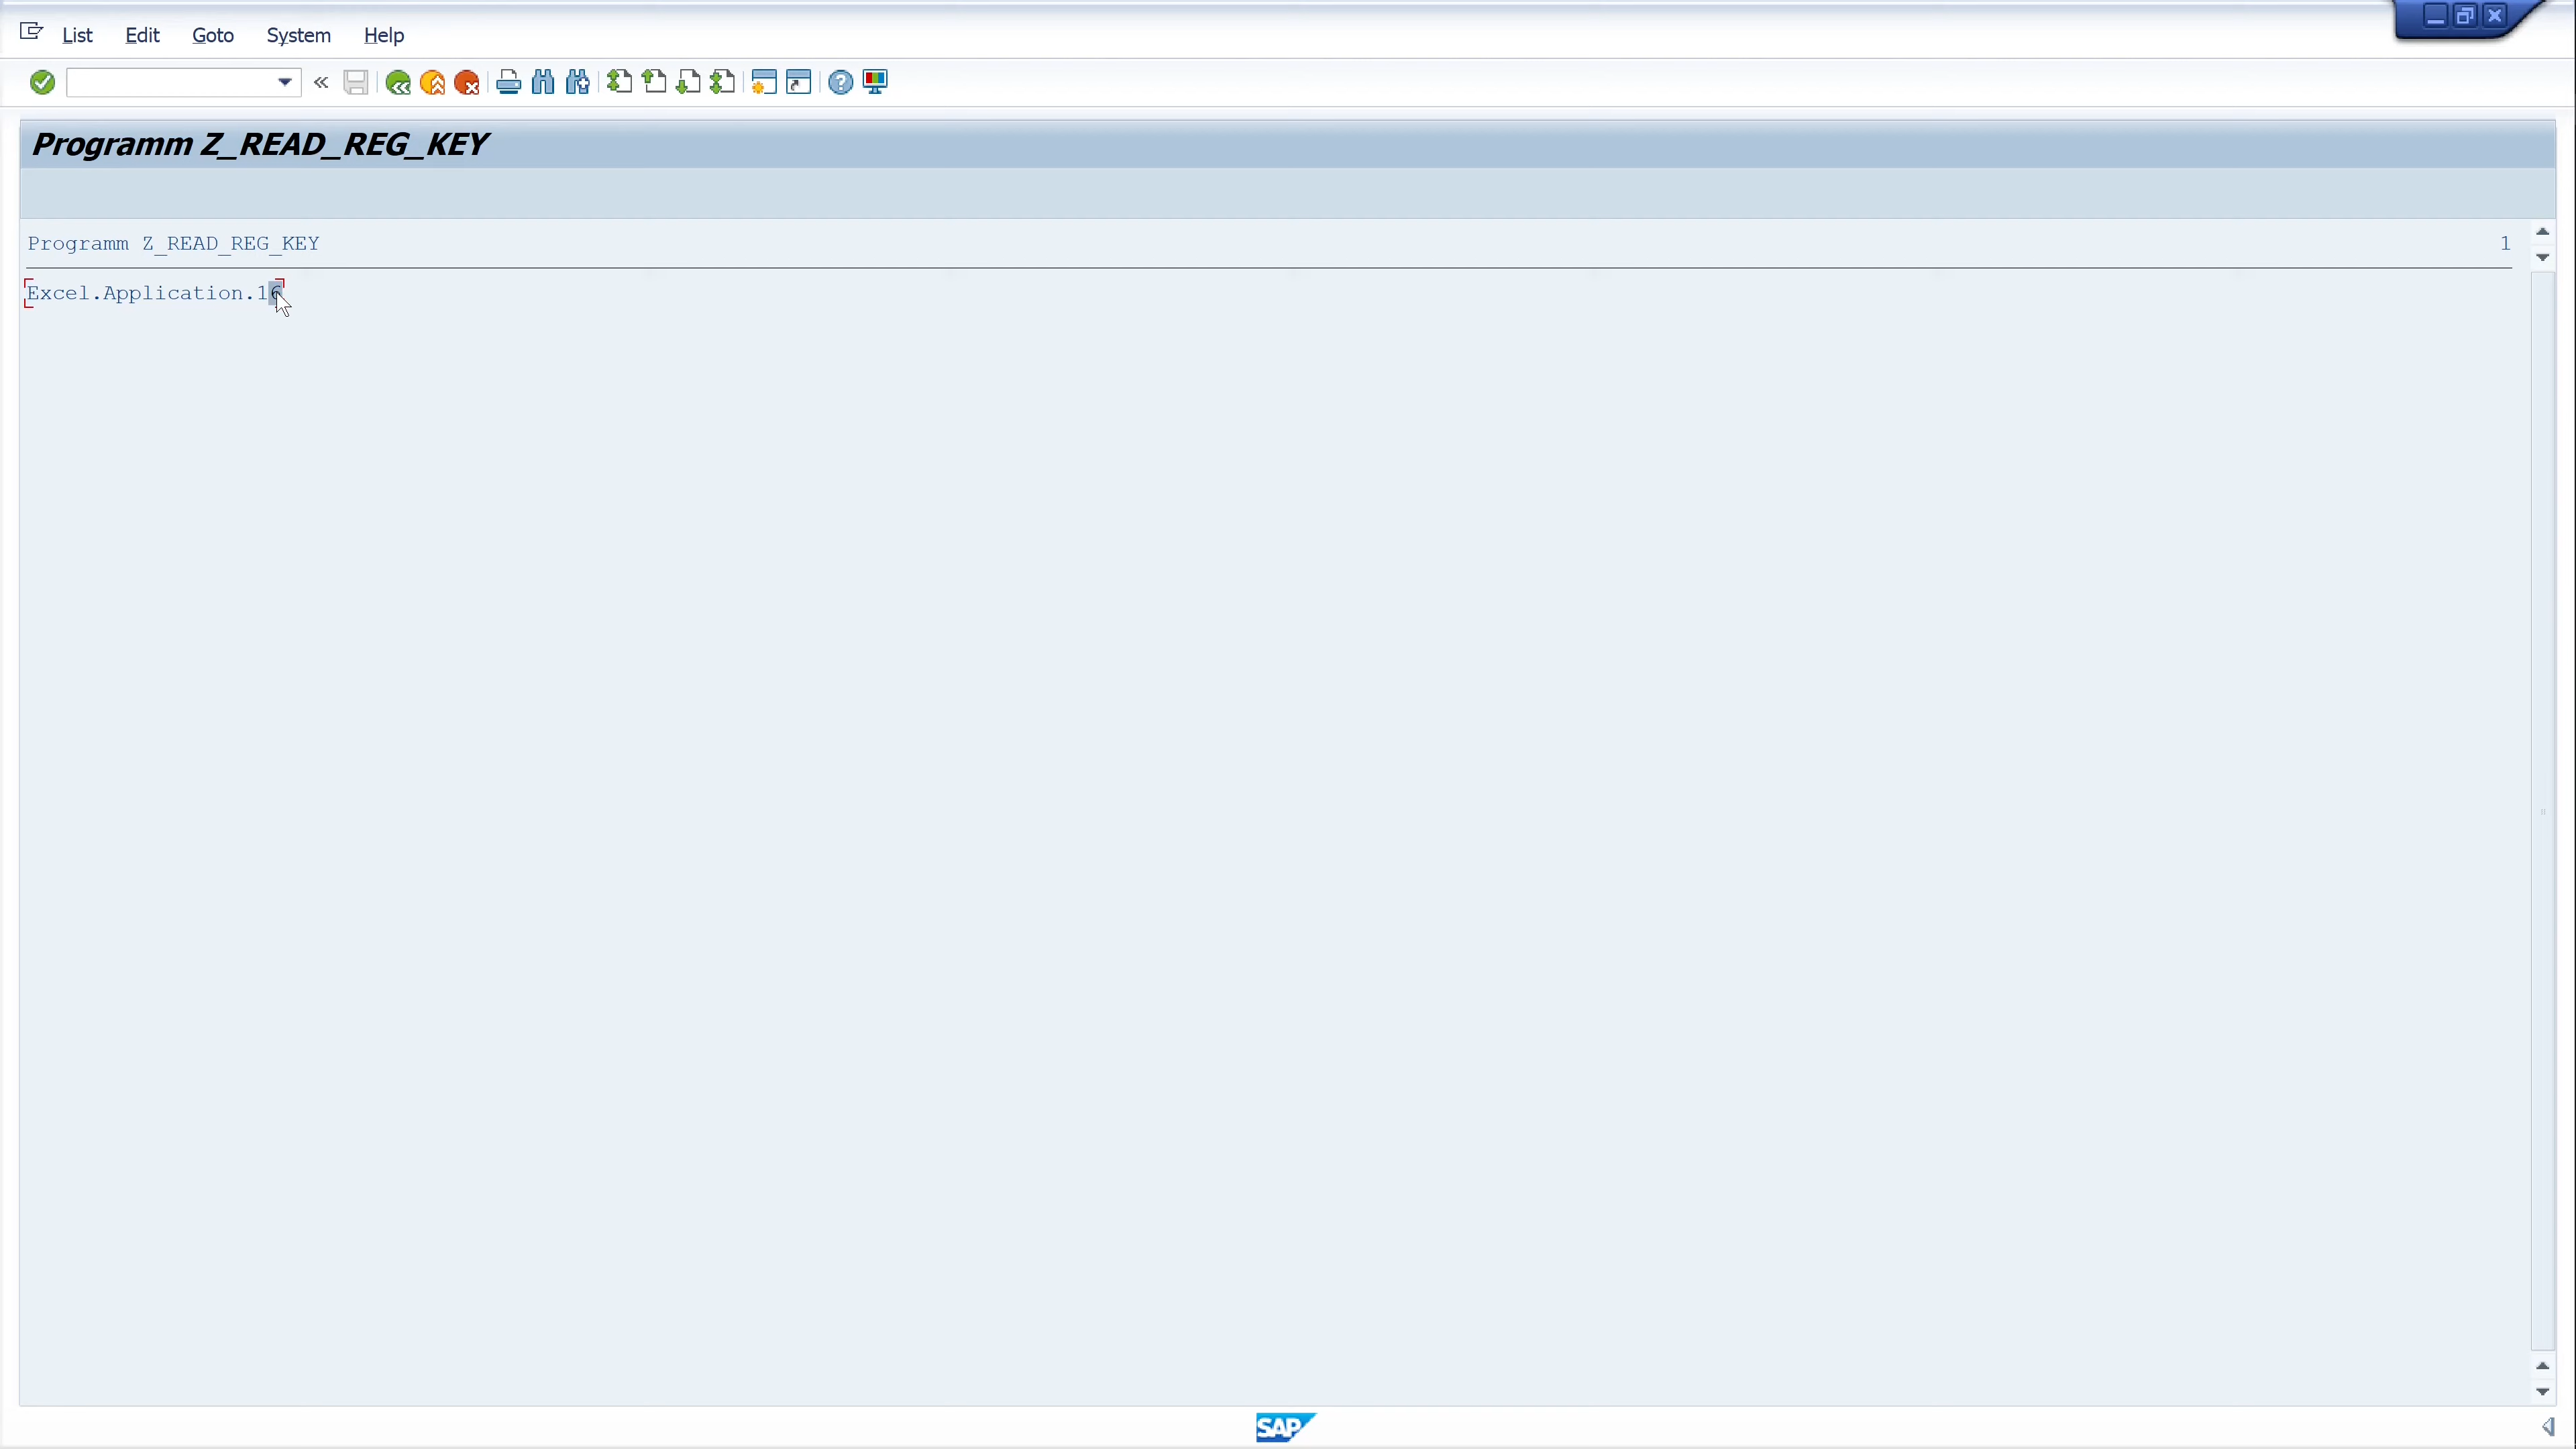 List Edit Goto System Help
Programm Z_READ_REG_KEY
Programm Z_READ_REG_KEY 1
Excel.Application.16
SAP